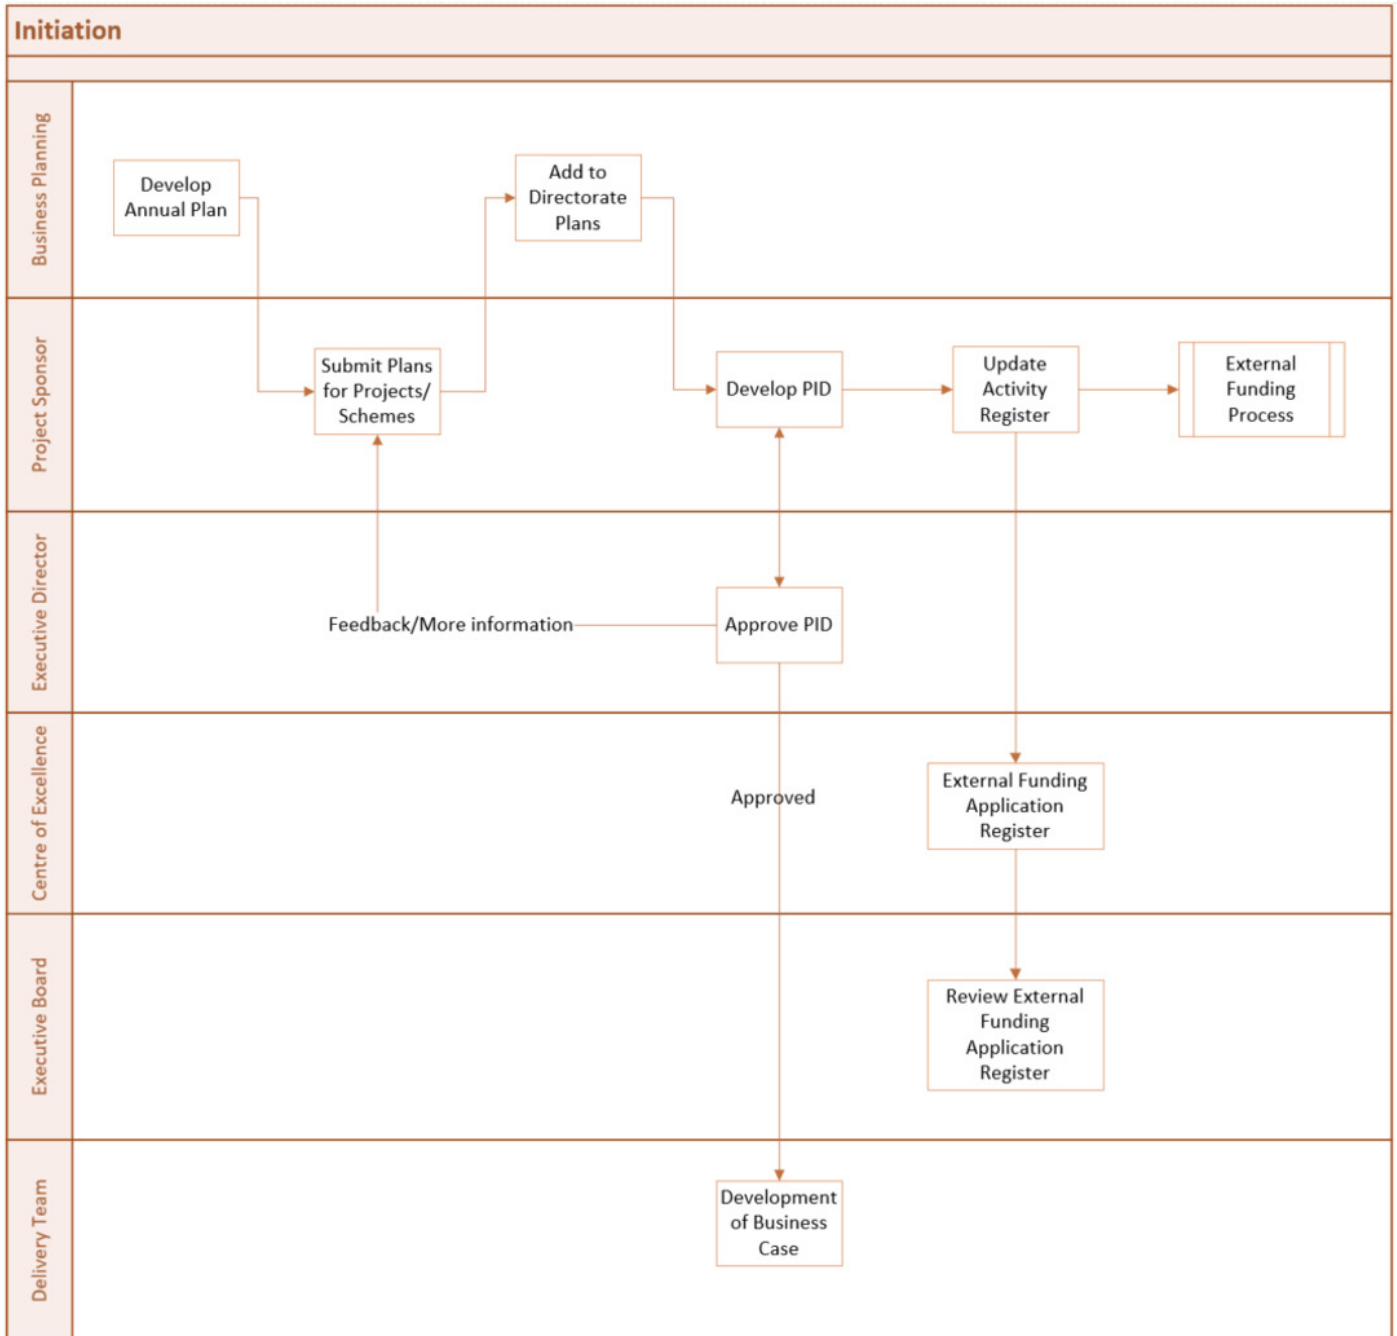 Initiation
Business Planning
Develop
Annual Plan
Add to
Directorate
Plans
Project Sponsor
Submit Plans
for Projects/
Schemes
Develop PID
Update
Activity
Register
External
Funding
Process
Executive Director
Feedback/More information
Approve PID
Centre of Excellence
Approved
External Funding
Application
Register
Executive Board
Review External
Funding
Application
Register
Delivery Team
Development
of Business
Case